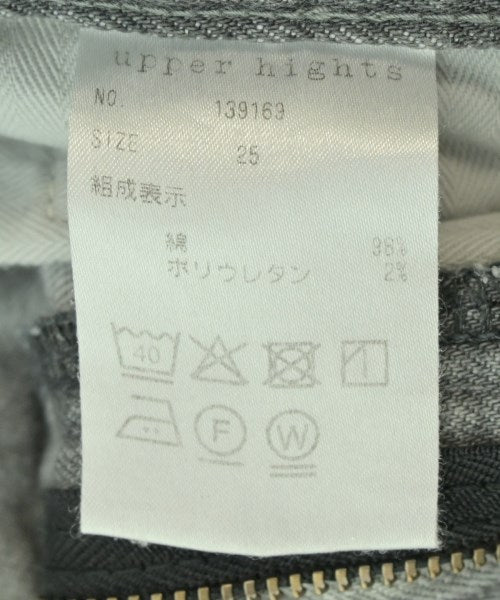 upper hights
NO. 139169
SIZE 25
組成表示
綿 98%
ポリウレタン 2%
40
F W